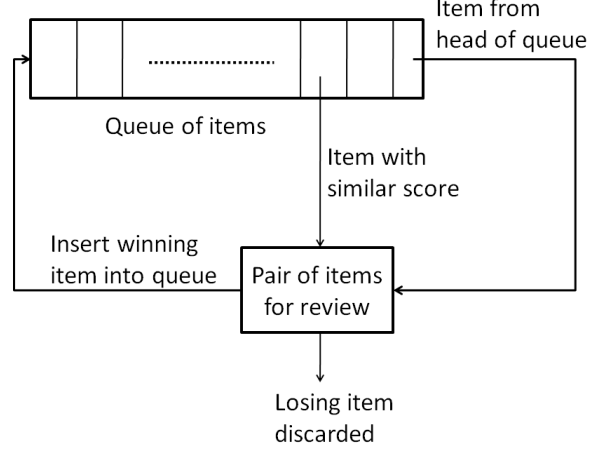 Item from
head of queue
Queue of items
Item with
similar score
Insert winning
item into queue
Pair of items
for review
Losing item
discarded